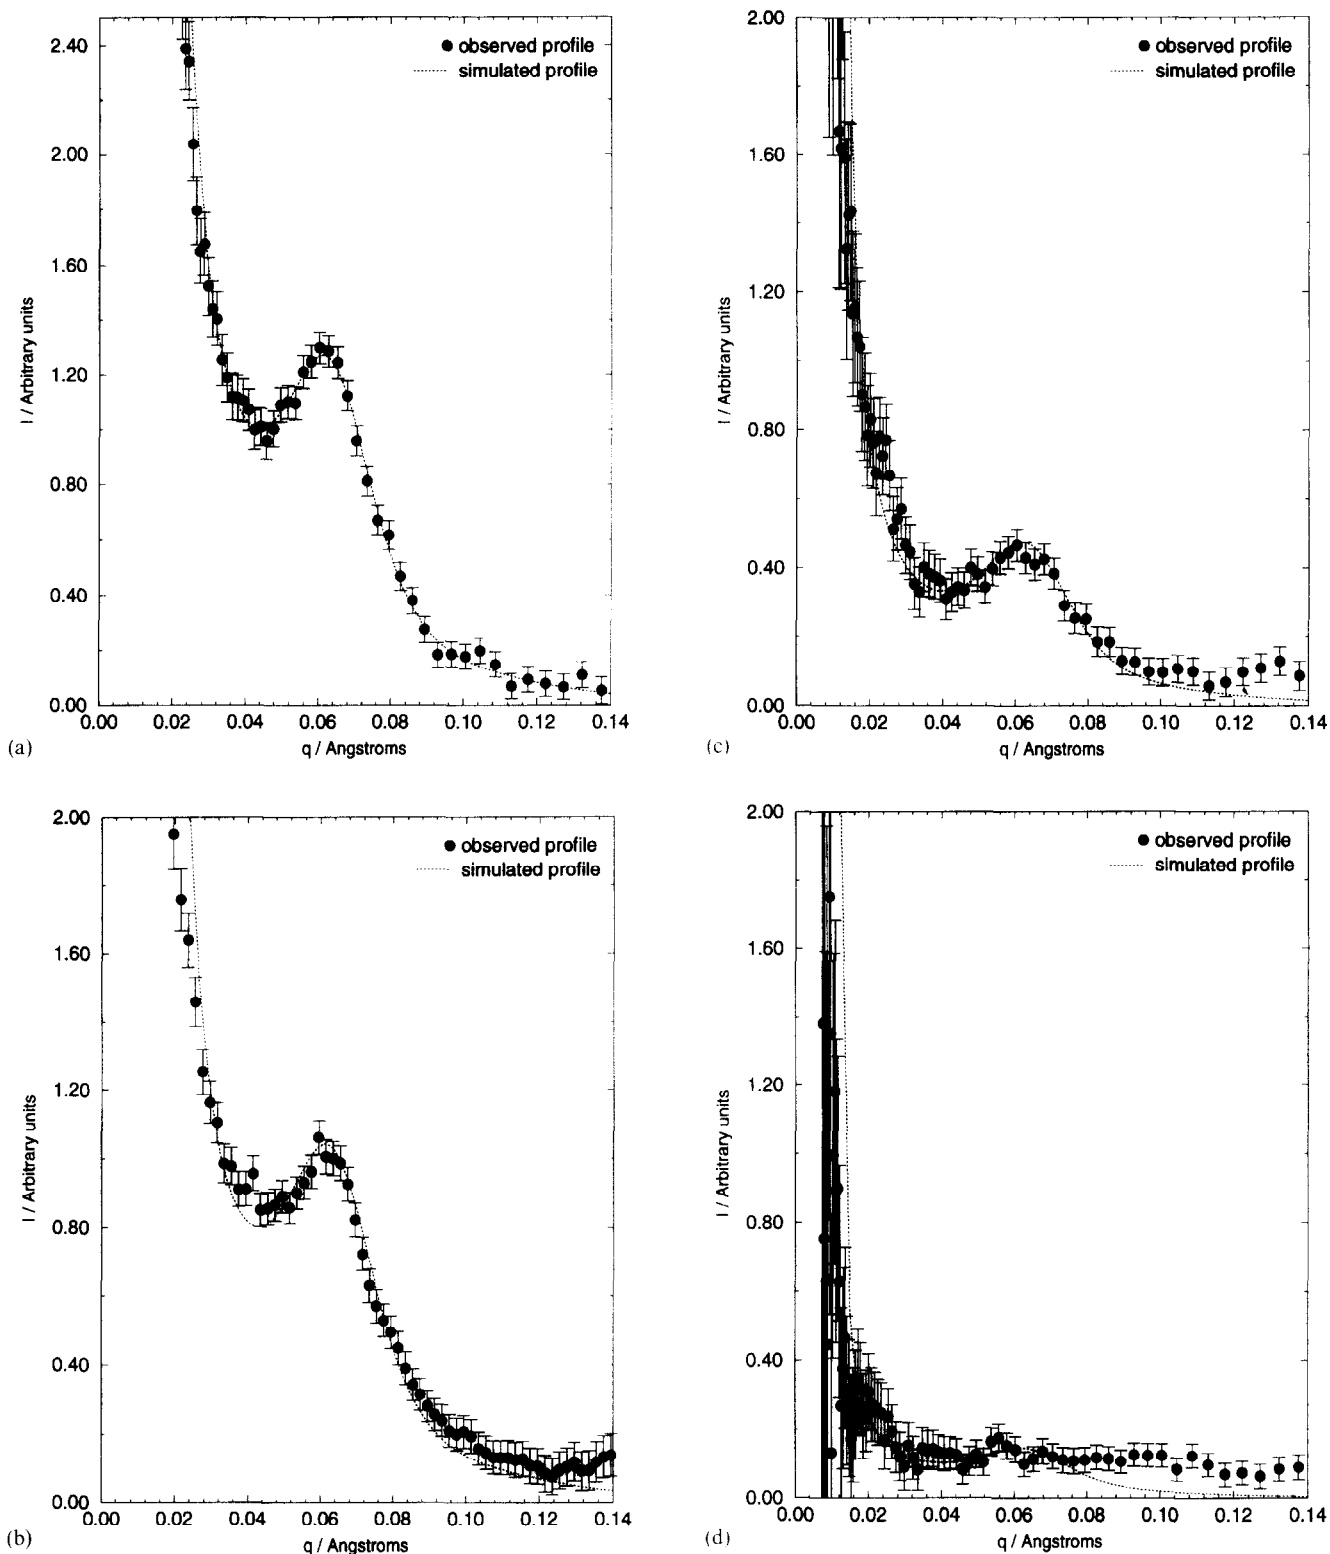 2.40
2.00
1.60
1.20
0.80
0.40
0.00
I / Arbitrary units
● observed profile
simulated profile
0.00 0.02 0.04 0.06 0.08 0.10 0.12 0.14
q / Angstroms
(a)
2.00
1.60
1.20
0.80
0.40
0.00
I / Arbitrary units
● observed profile
simulated profile
0.00 0.02 0.04 0.06 0.08 0.10 0.12 0.14
q / Angstroms
(b)
2.00
1.60
1.20
0.80
0.40
0.00
I / Arbitrary units
● observed profile
simulated profile
0.00 0.02 0.04 0.06 0.08 0.10 0.12 0.14
q / Angstroms
(c)
2.00
1.60
1.20
0.80
0.40
0.00
I / Arbitrary units
● observed profile
simulated profile
0.00 0.02 0.04 0.06 0.08 0.10 0.12 0.14
q / Angstroms
(d)